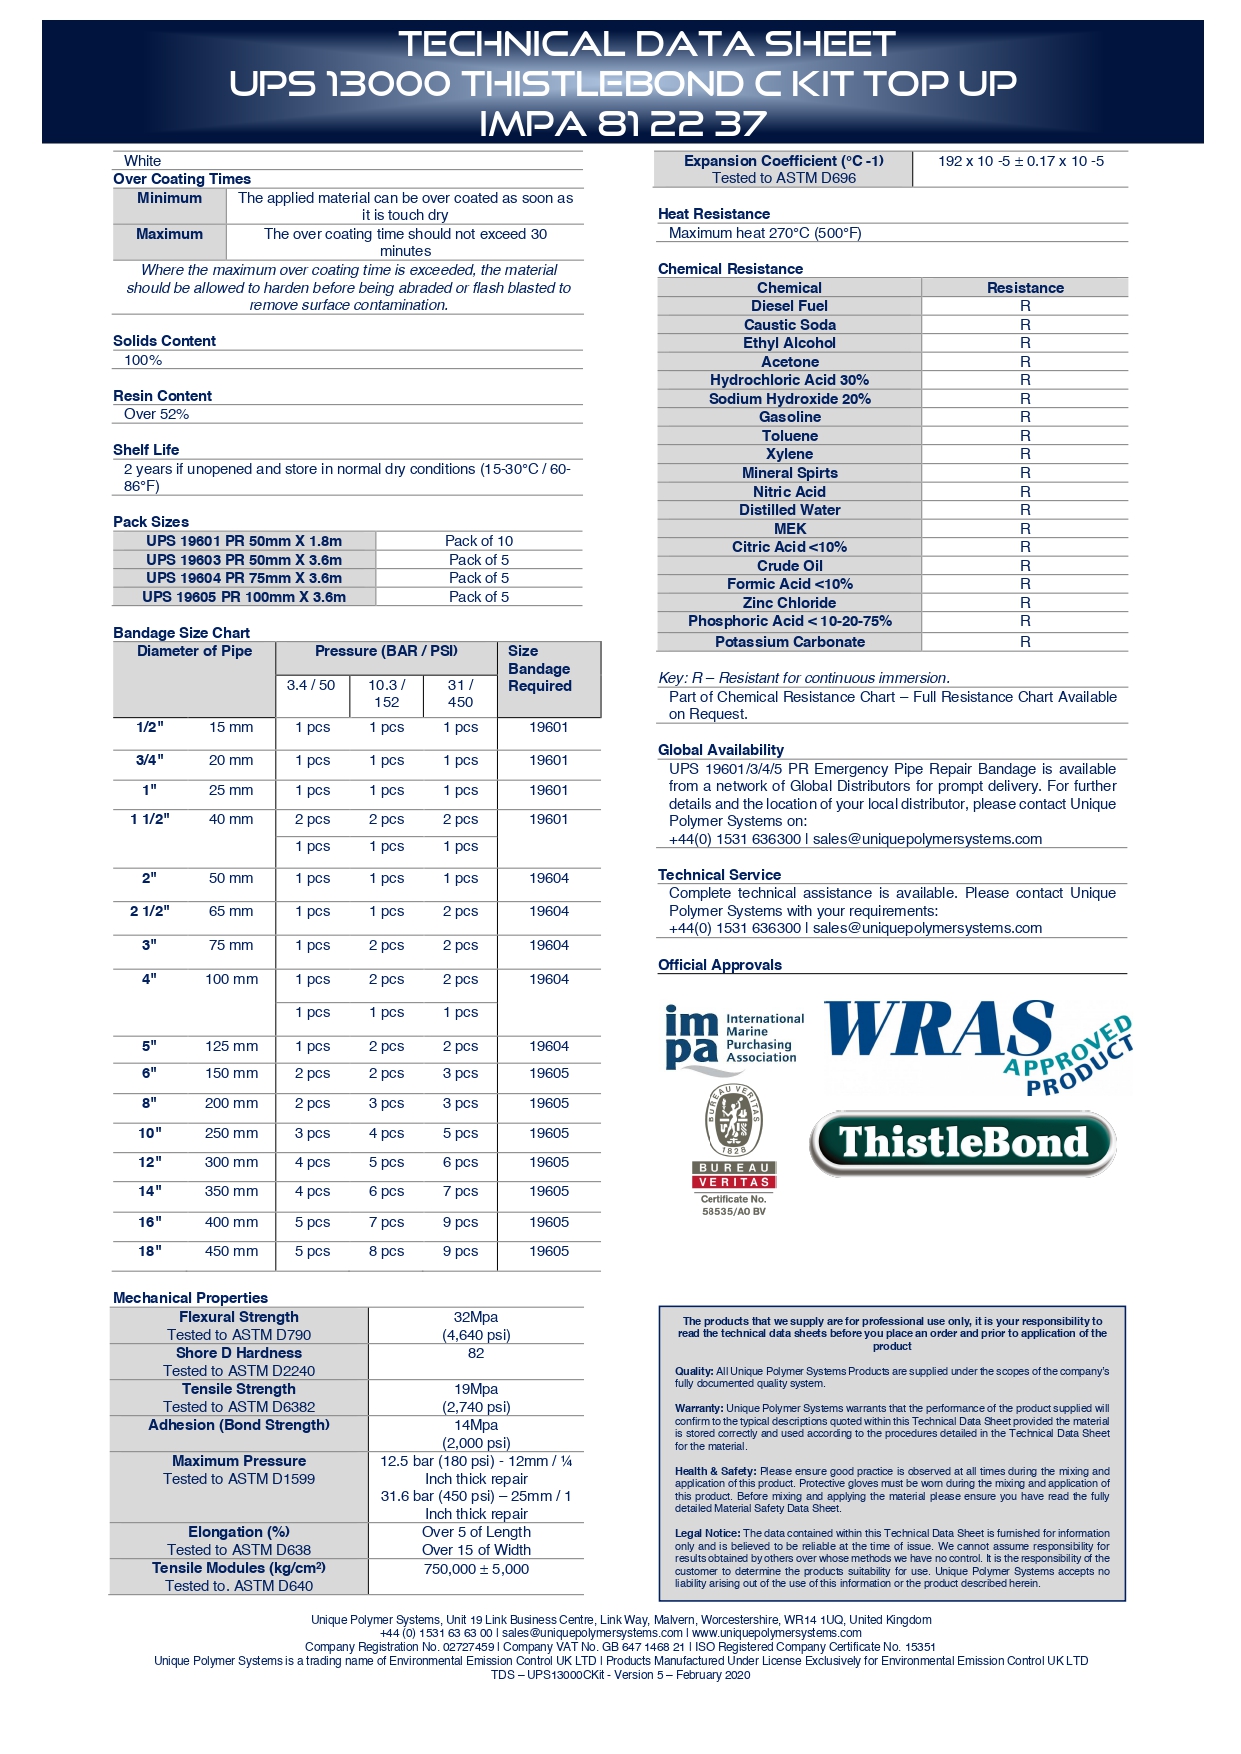 TECHNICAL DATA SHEET
UPS 13000 THISTLEBOND C KIT TOP UP
IMPA 81 22 37
White
Over Coating Times
Minimum The applied material can be over coated as soon as
it is touch dry
Maximum The over coating time should not exceed 30
minutes
Where the maximum over coating time is exceeded, the material
should be allowed to harden before being abraded or flash blasted to
remove surface contamination.
Solids Content
100%
Resin Content
Over 52%
Shelf Life
2 years if unopened and store in normal dry conditions (15-30°C / 60-
86°F)
Pack Sizes
UPS 19601 PR 50mm X 1.8m Pack of 10
UPS 19603 PR 50mm X 3.6m Pack of 5
UPS 19604 PR 75mm X 3.6m Pack of 5
UPS 19605 PR 100mm X 3.6m Pack of 5
Bandage Size Chart
Diameter of Pipe Pressure (BAR / PSI) Size
Bandage
Required
3.4 / 50 10.3 / 31 /
152 450
1/2" 15 mm 1 pcs 1 pcs 1 pcs 19601
3/4" 20 mm 1 pcs 1 pcs 1 pcs 19601
1" 25 mm 1 pcs 1 pcs 1 pcs 19601
1 1/2" 40 mm 2 pcs 2 pcs 2 pcs 19601
1 pcs 1 pcs 1 pcs
2" 50 mm 1 pcs 1 pcs 1 pcs 19604
2 1/2" 65 mm 1 pcs 1 pcs 2 pcs 19604
3" 75 mm 1 pcs 2 pcs 2 pcs 19604
4" 100 mm 1 pcs 2 pcs 2 pcs 19604
1 pcs 1 pcs 1 pcs
5" 125 mm 1 pcs 2 pcs 2 pcs 19604
6" 150 mm 2 pcs 2 pcs 3 pcs 19605
8" 200 mm 2 pcs 3 pcs 3 pcs 19605
10" 250 mm 3 pcs 4 pcs 5 pcs 19605
12" 300 mm 4 pcs 5 pcs 6 pcs 19605
14" 350 mm 4 pcs 6 pcs 7 pcs 19605
16" 400 mm 5 pcs 7 pcs 9 pcs 19605
18" 450 mm 5 pcs 8 pcs 9 pcs 19605
Mechanical Properties
Flexural Strength 32Mpa
Tested to ASTM D790 (4,640 psi)
Shore D Hardness 82
Tested to ASTM D2240
Tensile Strength 19Mpa
Tested to ASTM D6382 (2,740 psi)
Adhesion (Bond Strength) 14Mpa
(2,000 psi)
Maximum Pressure 12.5 bar (180 psi) - 12mm / ¼
Tested to ASTM D1599 Inch thick repair
31.6 bar (450 psi) – 25mm / 1
Inch thick repair
Elongation (%) Over 5 of Length
Tested to ASTM D638 Over 15 of Width
Tensile Modules (kg/cm²) 750,000 ± 5,000
Tested to. ASTM D640
Expansion Coefficient (°C -1) 192 x 10 -5 ± 0.17 x 10 -5
Tested to ASTM D696
Heat Resistance
Maximum heat 270°C (500°F)
Chemical Resistance
Chemical Resistance
Diesel Fuel R
Caustic Soda R
Ethyl Alcohol R
Acetone R
Hydrochloric Acid 30% R
Sodium Hydroxide 20% R
Gasoline R
Toluene R
Xylene R
Mineral Spirts R
Nitric Acid R
Distilled Water R
MEK R
Citric Acid <10% R
Crude Oil R
Formic Acid <10% R
Zinc Chloride R
Phosphoric Acid < 10-20-75% R
Potassium Carbonate R
Key: R – Resistant for continuous immersion.
Part of Chemical Resistance Chart – Full Resistance Chart Available
on Request.
Global Availability
UPS 19601/3/4/5 PR Emergency Pipe Repair Bandage is available
from a network of Global Distributors for prompt delivery. For further
details and the location of your local distributor, please contact Unique
Polymer Systems on:
+44(0) 1531 636300 | sales@uniquepolymersystems.com
Technical Service
Complete technical assistance is available. Please contact Unique
Polymer Systems with your requirements:
+44(0) 1531 636300 | sales@uniquepolymersystems.com
Official Approvals
impa International
Marine
Purchasing
Association
WRAS
APPROVED
PRODUCT
BUREAU VERITAS
1828
BUREAU
VERITAS
Certificate No.
58535/A0 BV
ThistleBond
The products that we supply are for professional use only, it is your responsibility to
read the technical data sheets before you place an order and prior to application of the
product
Quality: All Unique Polymer Systems Products are supplied under the scopes of the company's
fully documented quality system.
Warranty: Unique Polymer Systems warrants that the performance of the product supplied will
confirm to the typical descriptions quoted within this Technical Data Sheet provided the material
is stored correctly and used according to the procedures detailed in the Technical Data Sheet
for the material.
Health & Safety: Please ensure good practice is observed at all times during the mixing and
application of this product. Protective gloves must be worn during the mixing and application of
this product. Before mixing and applying the material please ensure you have read the fully
detailed Material Safety Data Sheet.
Legal Notice: The data contained within this Technical Data Sheet is furnished for information
only and is believed to be reliable at the time of issue. We cannot assume responsibility for
results obtained by others over whose methods we have no control. It is the responsibility of the
customer to determine the products suitability for use. Unique Polymer Systems accepts no
liability arising out of the use of this information or the product described herein.
Unique Polymer Systems, Unit 19 Link Business Centre, Link Way, Malvern, Worcestershire, WR14 1UQ, United Kingdom
+44 (0) 1531 63 63 00 | sales@uniquepolymersystems.com | www.uniquepolymersystems.com
Company Registration No. 02727459 | Company VAT No. GB 647 1468 21 | ISO Registered Company Certificate No. 15351
Unique Polymer Systems is a trading name of Environmental Emission Control UK LTD | Products Manufactured Under License Exclusively for Environmental Emission Control UK LTD
TDS – UPS13000CKit - Version 5 – February 2020